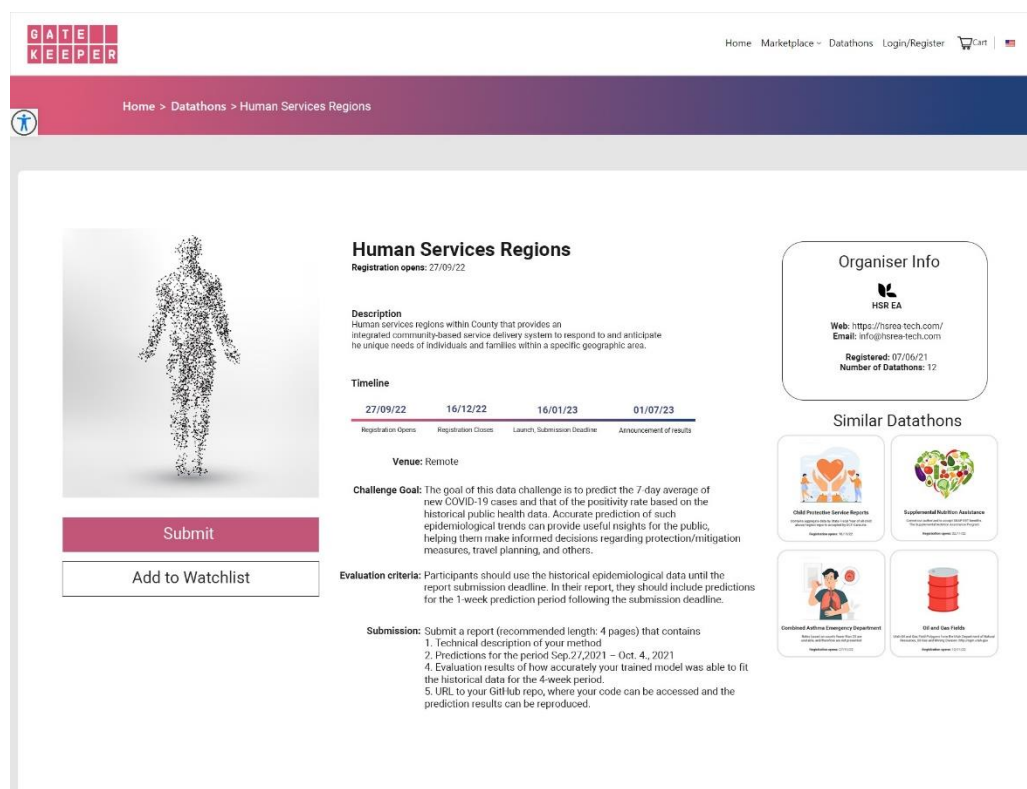 GATE
KEEPER
Home Marketplace Datathons Login/Register Cart
Home > Datathons > Human Services Regions
Human Services Regions
Registration opens: 27/09/22
Description
Human services regions within County that provides an
integrated community-based service delivery system to respond to and anticipate
he unique needs of individuals and families within a specific geographic area.
Timeline
27/09/22 16/12/22 16/01/23 01/07/23
Registration Opens Registration Closes Launch, Submission Deadline Announcement of results
Venue: Remote
Challenge Goal: The goal of this data challenge is to predict the 7-day average of
new COVID-19 cases and that of the positivity rate based on the
historical public health data. Accurate prediction of such
epidemiological trends can provide useful nsights for the public,
helping them make informed decisions regarding protection/mitigation
measures, travel planning, and others.
Evaluation criteria: Participants should use the historical epidemiological data until the
report submission deadline. In their report, they should include predictions
for the 1-week prediction period following the submission deadline.
Submission: Submit a report (recommended length: 4 pages) that contains
1. Technical description of your method
2. Predictions for the period Sep.27,2021 – Oct. 4., 2021
4. Evaluation results of how accurately your trained model was able to fit
the historical data for the 4-week period.
5. URL to your GitHub repo, where your code can be accessed and the
prediction results can be reproduced.
Submit
Add to Watchlist
Organiser Info
HSR EA
Web: https://hsrea-tech.com/
Email: info@hsrea-tech.com
Registered: 07/06/21
Number of Datathons: 12
Similar Datathons
Child Protective Service Reports
Registration opens:
Supplemental Nutrition Assistance
Registration opens:
Combined Asthma Emergency Department
Registration opens:
Oil and Gas Fields
Registration opens: